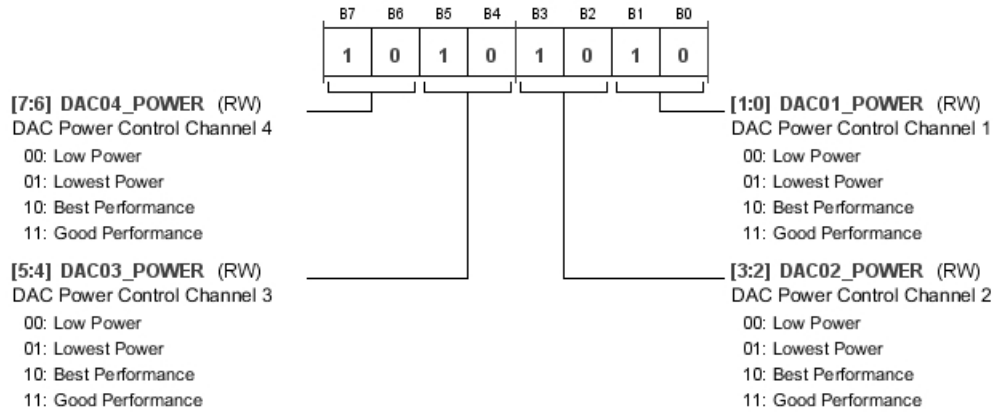 B7 B6 B5 B4 B3 B2 B1 B0
1 0 1 0 1 0 1 0
[7:6] DAC04_POWER (RW)
DAC Power Control Channel 4
00: Low Power
01: Lowest Power
10: Best Performance
11: Good Performance
[5:4] DAC03_POWER (RW)
DAC Power Control Channel 3
00: Low Power
01: Lowest Power
10: Best Performance
11: Good Performance
[1:0] DAC01_POWER (RW)
DAC Power Control Channel 1
00: Low Power
01: Lowest Power
10: Best Performance
11: Good Performance
[3:2] DAC02_POWER (RW)
DAC Power Control Channel 2
00: Low Power
01: Lowest Power
10: Best Performance
11: Good Performance